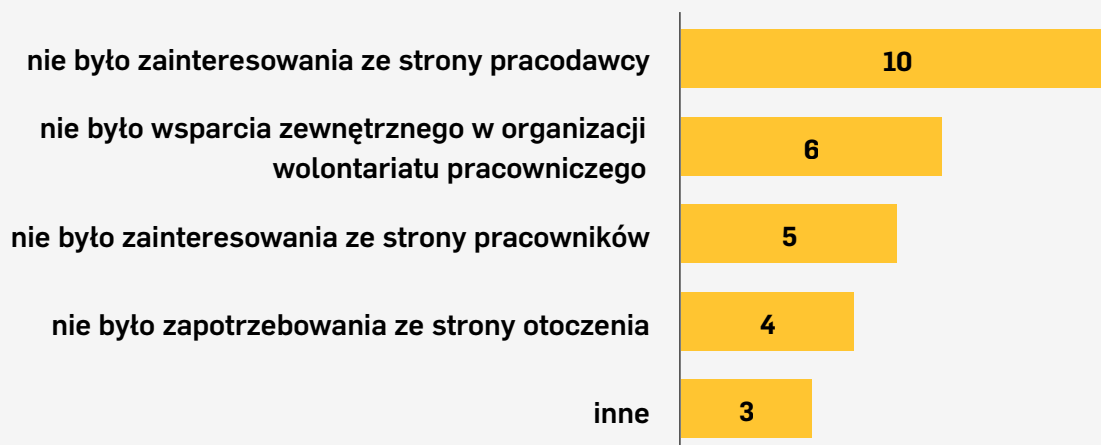 nie było zainteresowania ze strony pracodawcy
10
nie było wsparcia zewnętrznego w organizacji
wolontariatu pracowniczego
6
nie było zainteresowania ze strony pracowników
5
nie było zapotrzebowania ze strony otoczenia
4
inne
3